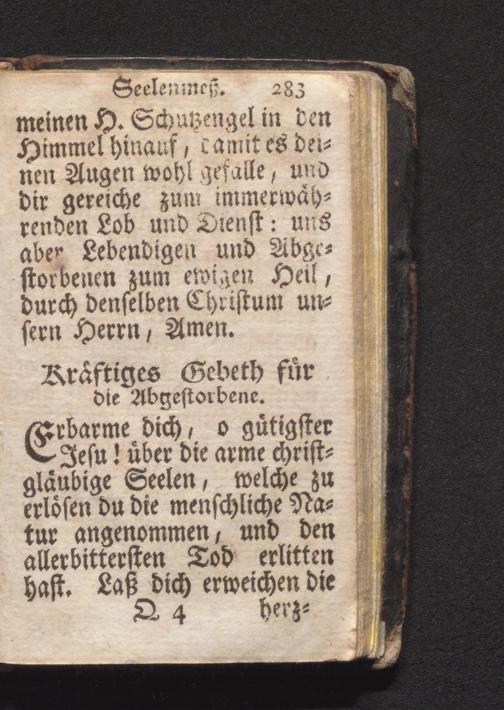 Seelenmeß. 283
meinen H. Schutzengel in den
Himmel hinauf, damit es dei⸗
nen Augen wohl gefalle, und
dir gereiche zum immerwäh⸗
renden Lob und Dienst: uns
aber Lebendigen und Abge⸗
storbenen zum ewigen Heil,
durch denselben Christum un⸗
sern Herrn, Amen.
Kräftiges Gebeth für
die Abgestorbene.
Erbarme dich, o gütigster
Jesu! über die arme christ⸗
gläubige Seelen, welche zu
erlösen du die menschliche Na⸗
tur angenommen, und den
allerbittersten Tod erlitten
hast. Laß dich erweichen die
Q 4 herz⸗